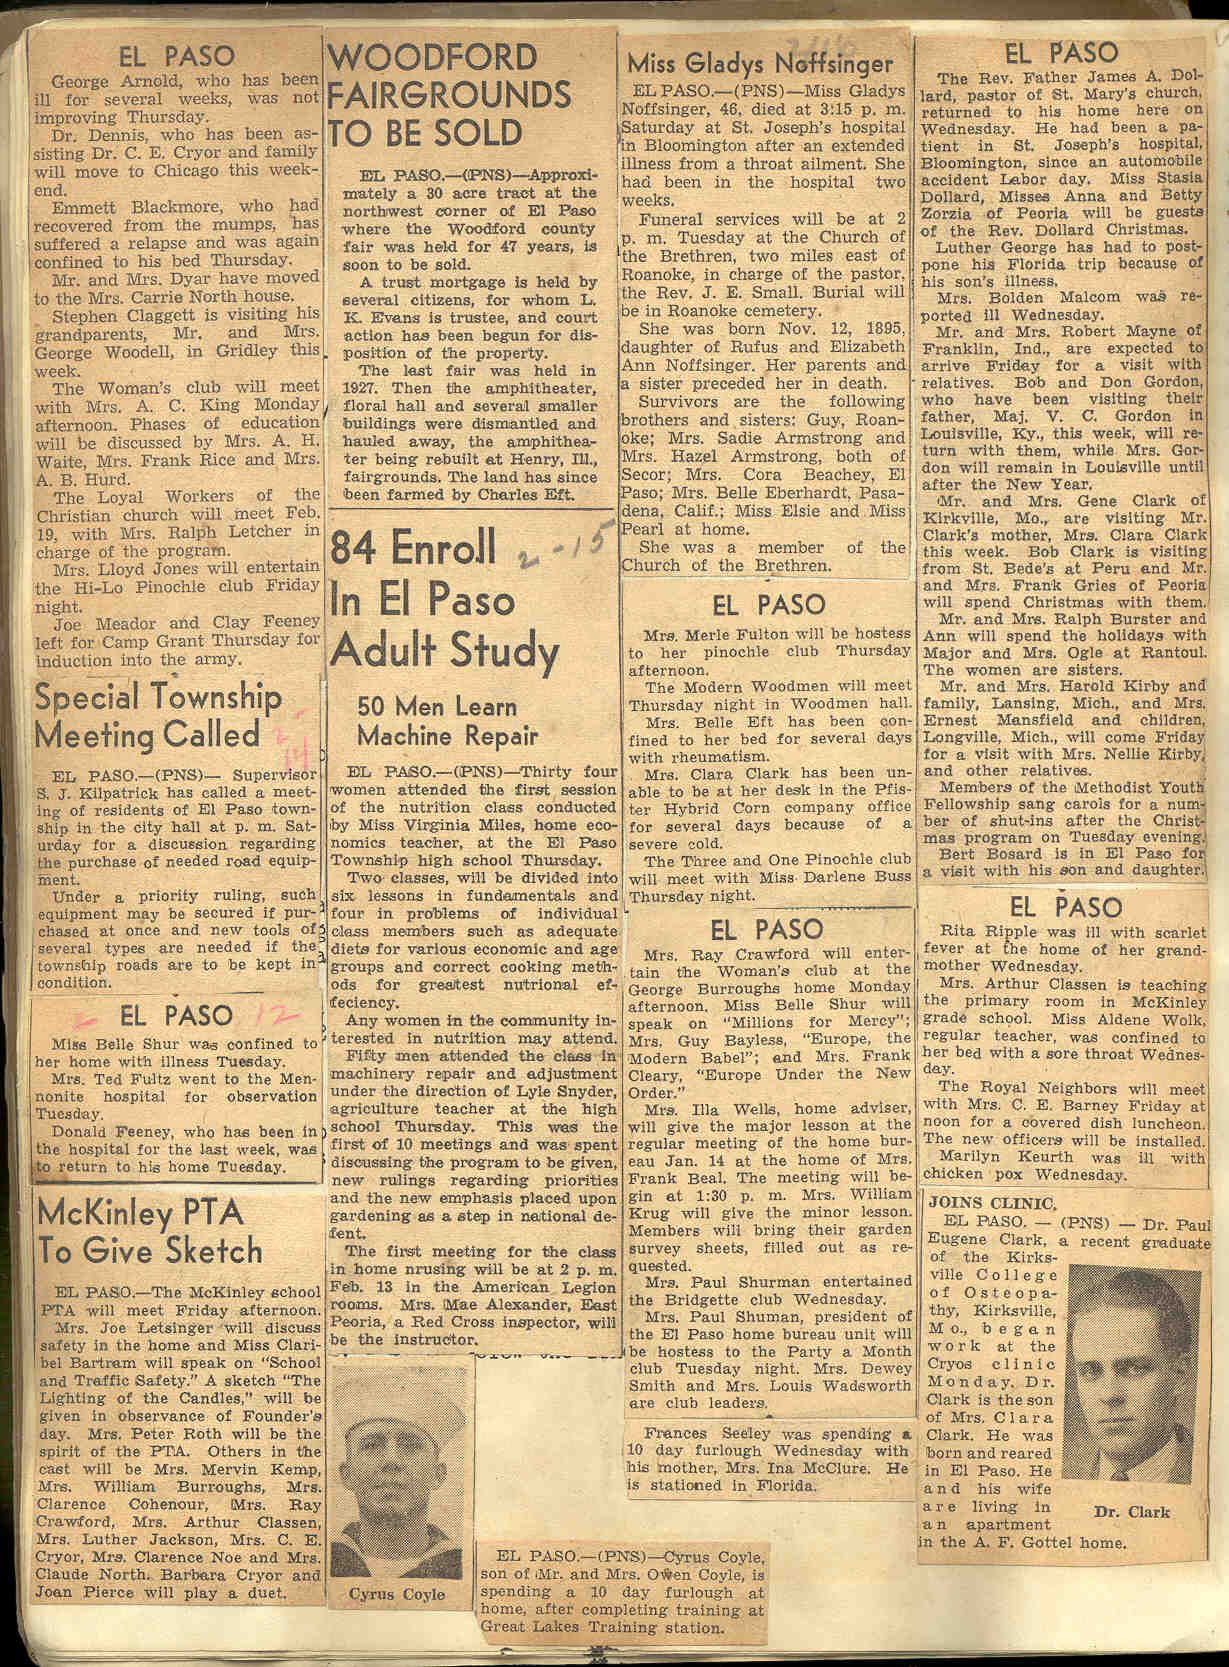 EL PASO
George Arnold, who has been
ill for several weeks, was not
improving Thursday.
Dr. Dennis, who has been as-
sisting Dr. C. E. Cryor and family
will move to Chicago this week-
end.
Emmett Blackmore, who had
recovered from the mumps, has
suffered a relapse and was again
confined to his bed Thursday.
Mr. and Mrs. Dyar have moved
to the Mrs. Carrie North house.
Stephen Claggett is visiting his
grandparents, Mr. and Mrs.
George Woodell, in Gridley this
week.
The Woman's club will meet
with Mrs. A. C. King Monday
afternoon. Phases of education
will be discussed by Mrs. A. H.
Waite, Mrs. Frank Rice and Mrs.
A. B. Hurd.
The Loyal Workers of the
Christian church will meet Feb.
19, with Mrs. Ralph Letcher in
charge of the program.
Mrs. Lloyd Jones will entertain
the Hi-Lo Pinochle club Friday
night.
Joe Meador and Clay Feeney
left for Camp Grant Thursday for
induction into the army.
Special Township
Meeting Called
2-14
EL PASO.—(PNS)— Supervisor
S. J. Kilpatrick has called a meet-
ing of residents of El Paso town-
ship in the city hall at p. m. Sat-
urday for a discussion regarding
the purchase of needed road equip-
ment.
Under a priority ruling, such
equipment may be secured if pur-
chased at once and new tools of
several types are needed if the
township roads are to be kept in
condition.
2 EL PASO 12
Miss Belle Shur was confined to
her home with illness Tuesday.
Mrs. Ted Fultz went to the Men-
nonite hospital for observation
Tuesday.
Donald Feeney, who has been in
the hospital for the last week, was
to return to his home Tuesday.
McKinley PTA
To Give Sketch
EL PASO.—The McKinley school
PTA will meet Friday afternoon.
Mrs. Joe Letsinger will discuss
safety in the home and Miss Clari-
bel Bartram will speak on "School
and Traffic Safety." A sketch "The
Lighting of the Candles," will be
given in observance of Founder's
day. Mrs. Peter Roth will be the
spirit of the PTA. Others in the
cast will be Mrs. Mervin Kemp,
Mrs. William Burroughs, Mrs.
Clarence Cohenour, Mrs. Ray
Crawford, Mrs. Arthur Classen,
Mrs. Luther Jackson, Mrs. C. E.
Cryor, Mrs. Clarence Noe and Mrs.
Claude North. Barbara Cryor and
Joan Pierce will play a duet.
WOODFORD
FAIRGROUNDS
TO BE SOLD
EL PASO.—(PNS)—Approxi-
mately a 30 acre tract at the
northwest corner of El Paso
where the Woodford county
fair was held for 47 years, is
soon to be sold.
A trust mortgage is held by
several citizens, for whom L.
K. Evans is trustee, and court
action has been begun for dis-
position of the property.
The last fair was held in
1927. Then the amphitheater,
floral hall and several smaller
buildings were dismantled and
hauled away, the amphithea-
ter being rebuilt at Henry, Ill.,
fairgrounds. The land has since
been farmed by Charles Eft.
84 Enroll
2-15
In El Paso
Adult Study
50 Men Learn
Machine Repair
EL PASO.—(PNS)—Thirty four
women attended the first session
of the nutrition class conducted
by Miss Virginia Miles, home eco-
nomics teacher, at the El Paso
Township high school Thursday.
Two classes, will be divided into
six lessons in fundamentals and
four in problems of individual
class members such as adequate
diets for various economic and age
groups and correct cooking meth-
ods for greatest nutrional ef-
feciency.
Any women in the community in-
terested in nutrition may attend.
Fifty men attended the class in
machinery repair and adjustment
under the direction of Lyle Snyder,
agriculture teacher at the high
school Thursday. This was the
first of 10 meetings and was spent
discussing the program to be given,
new rulings regarding priorities
and the new emphasis placed upon
gardening as a step in national de-
fent.
The first meeting for the class
in home nrusing will be at 2 p. m.
Feb. 13 in the American Legion
rooms. Mrs. Mae Alexander, East
Peoria, a Red Cross inspector, will
be the instructor.
Cyrus Coyle
EL PASO.—(PNS)—Cyrus Coyle,
son of Mr. and Mrs. Owen Coyle, is
spending a 10 day furlough at
home, after completing training at
Great Lakes Training station.
Miss Gladys Noffsinger
EL PASO.—(PNS)—Miss Gladys
Noffsinger, 46, died at 3:15 p. m.
Saturday at St. Joseph's hospital
in Bloomington after an extended
illness from a throat ailment. She
had been in the hospital two
weeks.
Funeral services will be at 2
p. m. Tuesday at the Church of
the Brethren, two miles east of
Roanoke, in charge of the pastor,
the Rev. J. E. Small. Burial will
be in Roanoke cemetery.
She was born Nov. 12, 1895,
daughter of Rufus and Elizabeth
Ann Noffsinger. Her parents and
a sister preceded her in death.
Survivors are the following
brothers and sisters: Guy, Roan-
oke; Mrs. Sadie Armstrong and
Mrs. Hazel Armstrong, both of
Secor; Mrs. Cora Beachey, El
Paso; Mrs. Belle Eberhardt, Pasa-
dena, Calif.; Miss Elsie and Miss
Pearl at home.
She was a member of the
Church of the Brethren.
EL PASO
Mrs. Merle Fulton will be hostess
to her pinochle club Thursday
afternoon.
The Modern Woodmen will meet
Thursday night in Woodmen hall.
Mrs. Belle Eft has been con-
fined to her bed for several days
with rheumatism.
Mrs. Clara Clark has been un-
able to be at her desk in the Pfis-
ter Hybrid Corn company office
for several days because of a
severe cold.
The Three and One Pinochle club
will meet with Miss Darlene Buss
Thursday night.
EL PASO
Mrs. Ray Crawford will enter-
tain the Woman's club at the
George Burroughs home Monday
afternoon. Miss Belle Shur will
speak on "Millions for Mercy";
Mrs. Guy Bayless, "Europe, the
Modern Babel"; and Mrs. Frank
Cleary, "Europe Under the New
Order."
Mrs. Illa Wells, home adviser,
will give the major lesson at the
regular meeting of the home bur-
eau Jan. 14 at the home of Mrs.
Frank Beal. The meeting will be-
gin at 1:30 p. m. Mrs. William
Krug will give the minor lesson.
Members will bring their garden
survey sheets, filled out as re-
quested.
Mrs. Paul Shurman entertained
the Bridgette club Wednesday.
Mrs. Paul Shuman, president of
the El Paso home bureau unit will
be hostess to the Party a Month
club Tuesday night. Mrs. Dewey
Smith and Mrs. Louis Wadsworth
are club leaders.
Frances Seeley was spending a
10 day furlough Wednesday with
his mother, Mrs. Ina McClure. He
is stationed in Florida.
EL PASO
The Rev. Father James A. Dol-
lard, pastor of St. Mary's church,
returned to his home here on
Wednesday. He had been a pa-
tient in St. Joseph's hospital,
Bloomington, since an automobile
accident Labor day. Miss Stasia
Dollard, Misses Anna and Betty
Zorzia of Peoria will be guests
of the Rev. Dollard Christmas.
Luther George has had to post-
pone his Florida trip because of
his son's illness.
Mrs. Bolden Malcom was re-
ported ill Wednesday.
Mr. and Mrs. Robert Mayne of
Franklin, Ind., are expected to
arrive Friday for a visit with
relatives. Bob and Don Gordon,
who have been visiting their
father, Maj. V. C. Gordon in
Louisville, Ky., this week, will re-
turn with them, while Mrs. Gor-
don will remain in Louisville until
after the New Year.
Mr. and Mrs. Gene Clark of
Kirkville, Mo., are visiting Mr.
Clark's mother, Mrs. Clara Clark
this week. Bob Clark is visiting
from St. Bede's at Peru and Mr.
and Mrs. Frank Gries of Peoria
will spend Christmas with them.
Mr. and Mrs. Ralph Burster and
Ann will spend the holidays with
Major and Mrs. Ogle at Rantoul.
The women are sisters.
Mr. and Mrs. Harold Kirby and
family, Lansing, Mich., and Mrs.
Ernest Mansfield and children,
Longville, Mich., will come Friday
for a visit with Mrs. Nellie Kirby,
and other relatives.
Members of the Methodist Youth
Fellowship sang carols for a num-
ber of shut-ins after the Christ-
mas program on Tuesday evening.
Bert Bosard is in El Paso for
a visit with his son and daughter.
EL PASO
Rita Ripple was ill with scarlet
fever at the home of her grand-
mother Wednesday.
Mrs. Arthur Classen is teaching
the primary room in McKinley
grade school. Miss Aldene Wolk,
regular teacher, was confined to
her bed with a sore throat Wednes-
day.
The Royal Neighbors will meet
with Mrs. C. E. Barney Friday at
noon for a covered dish luncheon.
The new officers will be installed.
Marilyn Keurth was ill with
chicken pox Wednesday.
JOINS CLINIC.
EL PASO. — (PNS) — Dr. Paul
Eugene Clark, a recent graduate
of the Kirks-
ville College
of Osteopa-
thy, Kirksville,
Mo., began
work at the
Cryos clinic
Monday. Dr.
Clark is the son
of Mrs. Clara
Clark. He was
born and reared
in El Paso. He
and his wife
are living in
an apartment
in the A. F. Gottel home.
Dr. Clark